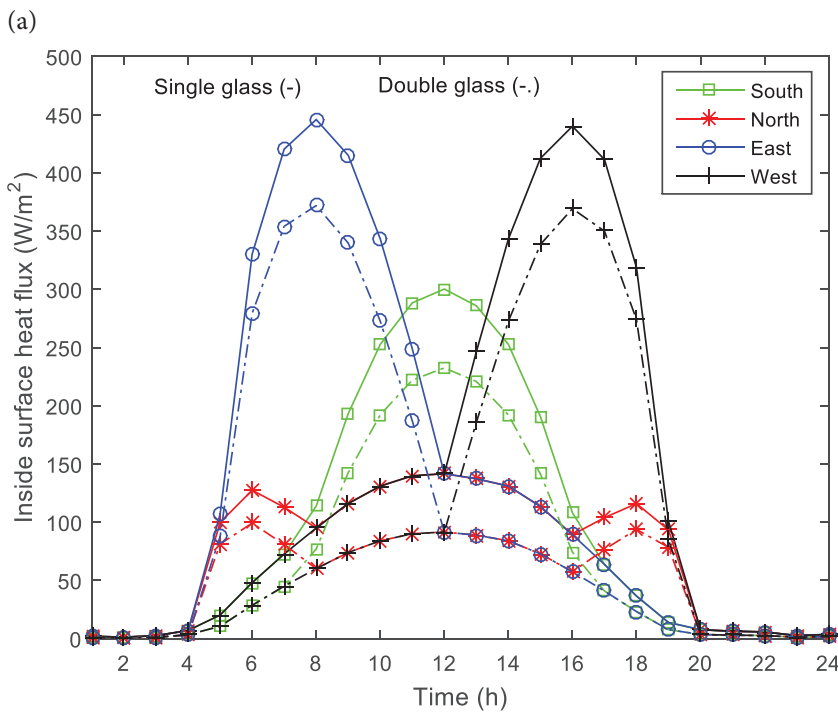 (a)
500
450
400
350
300
250
200
150
100
50
0
Inside surface heat flux (W/m²)
Single glass (-)
Double glass (-.)
South
North
East
West
2 4 6 8 10 12 14 16 18 20 22 24
Time (h)